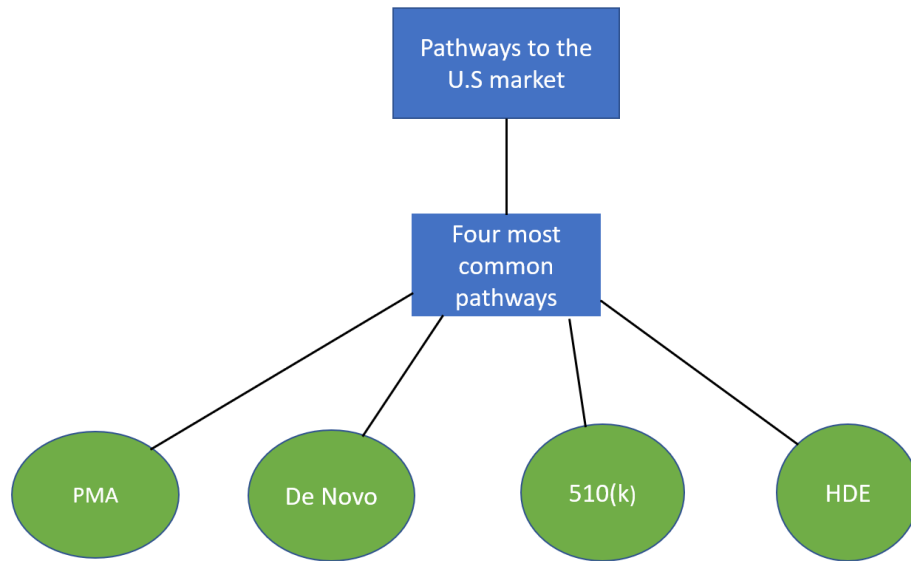 Pathways to the
U.S market
Four most
common
pathways
PMA
De Novo
510(k)
HDE